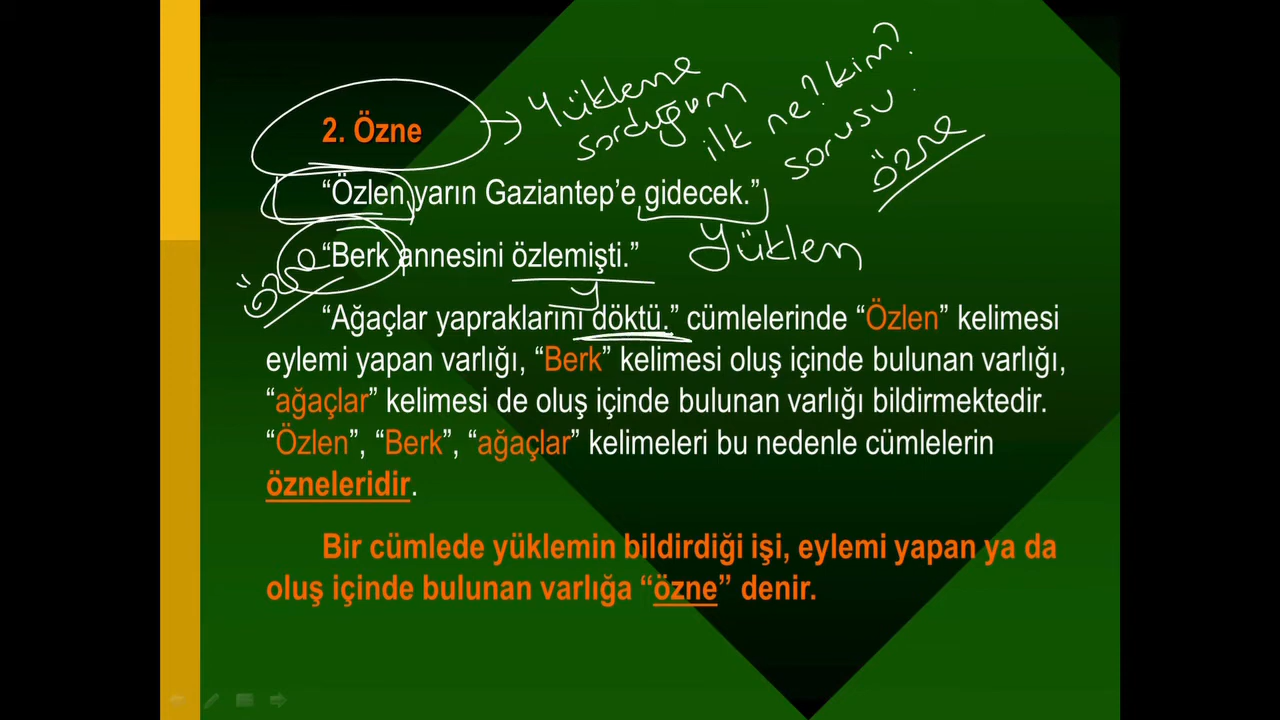 2. Özne
Yükleme
sorduğum
ilk ne? kim?
sorusu.
özne
“Özlen yarın Gaziantep’e gidecek.”
Yüklen
“Berk annesini özlemişti.”
özne
y
“Ağaçlar yapraklarını döktü.” cümlelerinde “Özlen” kelimesi
eylemi yapan varlığı, “Berk” kelimesi oluş içinde bulunan varlığı,
“ağaçlar” kelimesi de oluş içinde bulunan varlığı bildirmektedir.
“Özlen”, “Berk”, “ağaçlar” kelimeleri bu nedenle cümlelerin
özneleridir.
Bir cümlede yüklemin bildirdiği işi, eylemi yapan ya da
oluş içinde bulunan varlığa “özne” denir.